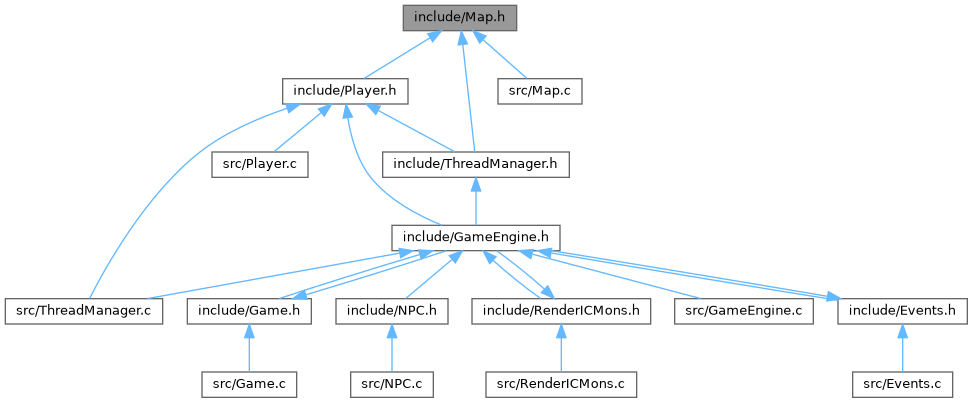 include/Map.h
include/Player.h
src/Map.c
src/Player.c
include/ThreadManager.h
include/GameEngine.h
src/ThreadManager.c
include/Game.h
include/NPC.h
include/RenderICMons.h
src/GameEngine.c
include/Events.h
src/Game.c
src/NPC.c
src/RenderICMons.c
src/Events.c